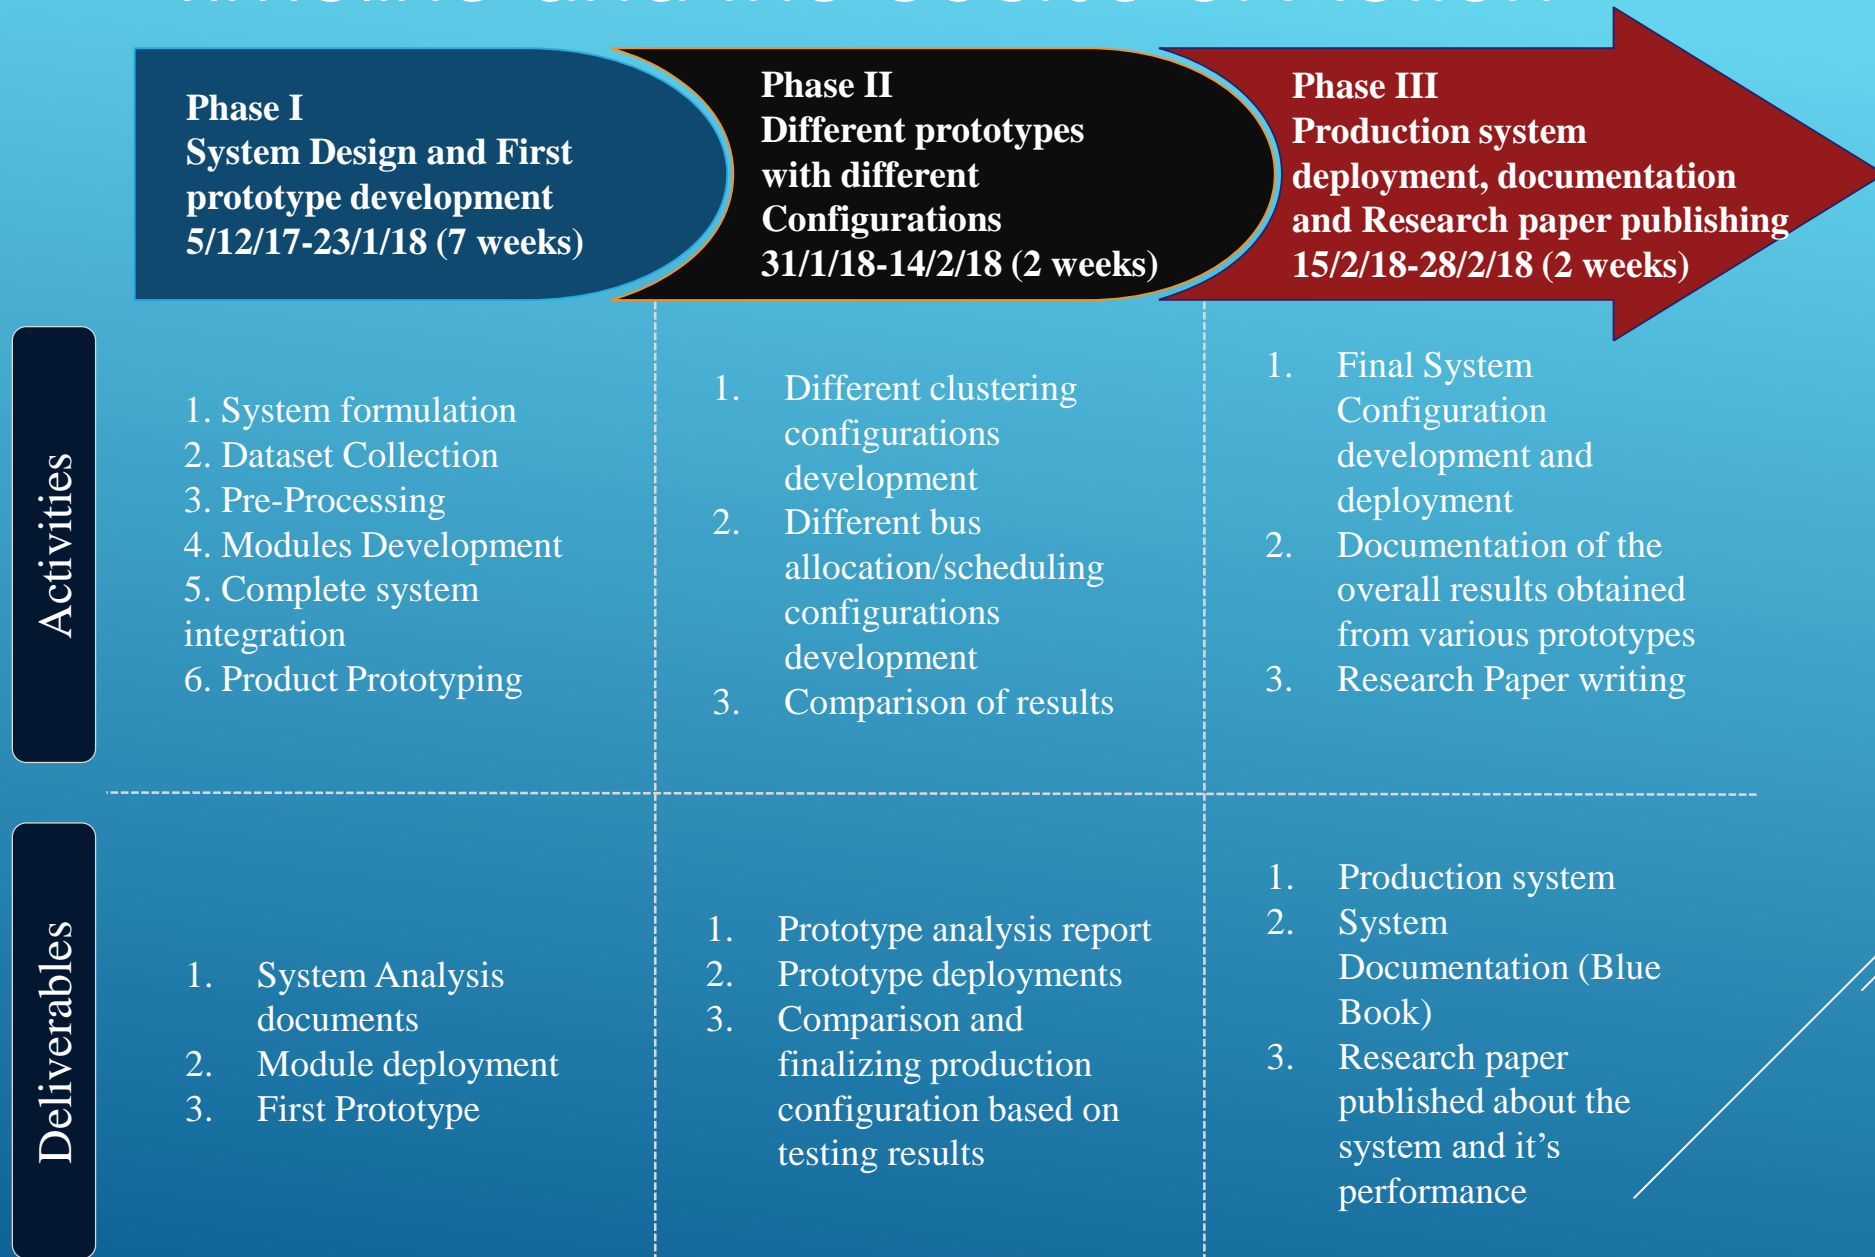 Phase I
System Design and First
prototype development
5/12/17-23/1/18 (7 weeks)
Phase II
Different prototypes
with different
Configurations
31/1/18-14/2/18 (2 weeks)
Phase III
Production system
deployment, documentation
and Research paper publishing
15/2/18-28/2/18 (2 weeks)
Activities
1. System formulation
2. Dataset Collection
3. Pre-Processing
4. Modules Development
5. Complete system
integration
6. Product Prototyping
1. Different clustering
configurations
development
2. Different bus
allocation/scheduling
configurations
development
3. Comparison of results
1. Final System
Configuration
development and
deployment
2. Documentation of the
overall results obtained
from various prototypes
3. Research Paper writing
Deliverables
1. System Analysis
documents
2. Module deployment
3. First Prototype
1. Prototype analysis report
2. Prototype deployments
3. Comparison and
finalizing production
configuration based on
testing results
1. Production system
2. System
Documentation (Blue
Book)
3. Research paper
published about the
system and it’s
performance